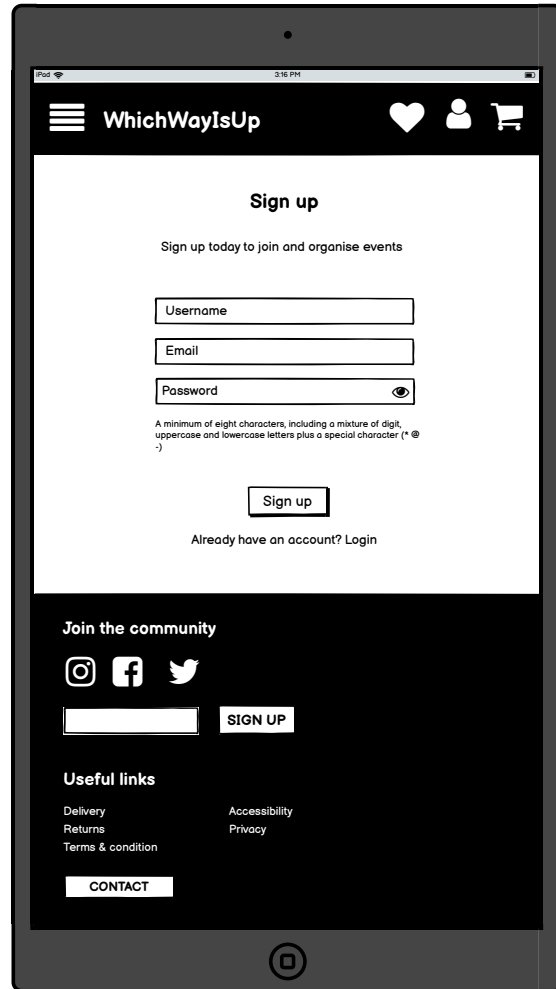 iPad 3:16 PM
WhichWayIsUp
Sign up
Sign up today to join and organise events
Username
Email
Password
A minimum of eight characters, including a mixture of digit,
uppercase and lowercase letters plus a special character (* @
-)
Sign up
Already have an account? Login
Join the community
SIGN UP
Useful links
Delivery Accessibility
Returns Privacy
Terms & condition
CONTACT